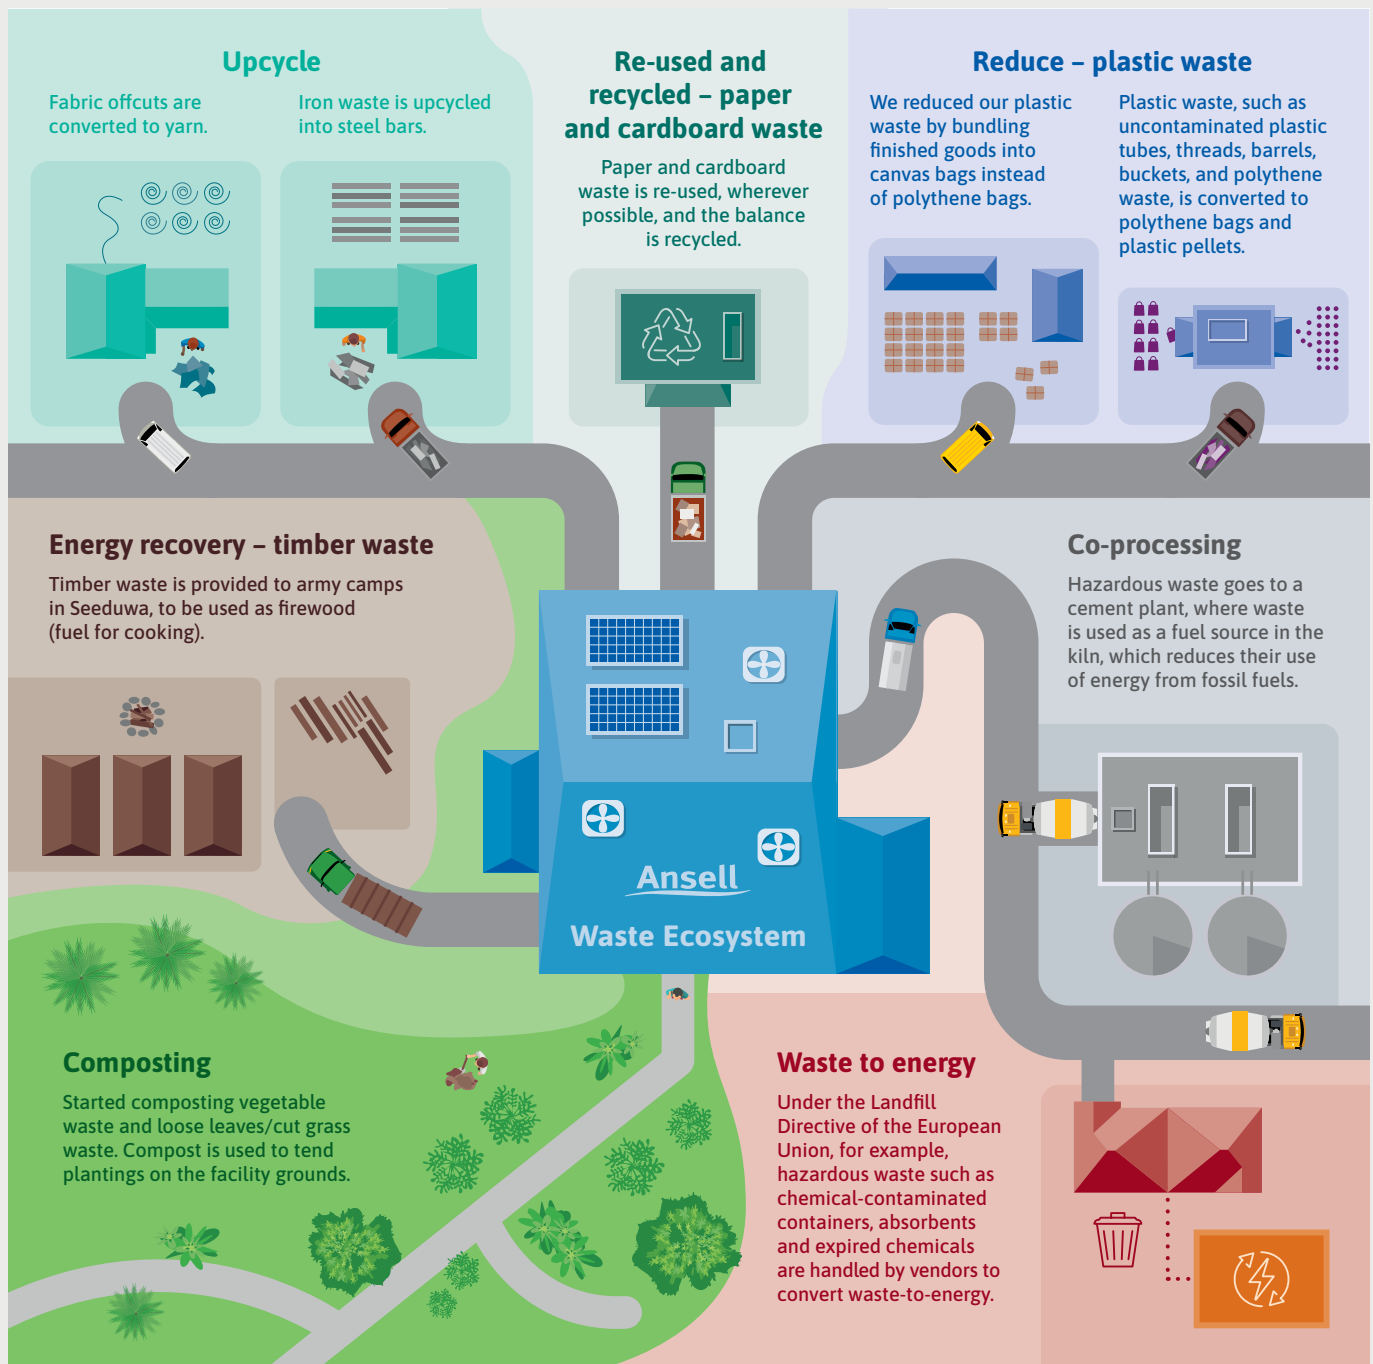 Upcycle
Fabric offcuts are
converted to yarn.
Iron waste is upcycled
into steel bars.
Re-used and
recycled – paper
and cardboard waste
Paper and cardboard
waste is re-used, wherever
possible, and the balance
is recycled.
Reduce – plastic waste
We reduced our plastic
waste by bundling
finished goods into
canvas bags instead
of polythene bags.
Plastic waste, such as
uncontaminated plastic
tubes, threads, barrels,
buckets, and polythene
waste, is converted to
polythene bags and
plastic pellets.
Energy recovery – timber waste
Timber waste is provided to army camps
in Seeduwa, to be used as firewood
(fuel for cooking).
Co-processing
Hazardous waste goes to a
cement plant, where waste
is used as a fuel source in the
kiln, which reduces their use
of energy from fossil fuels.
Ansell
Waste Ecosystem
Composting
Started composting vegetable
waste and loose leaves/cut grass
waste. Compost is used to tend
plantings on the facility grounds.
Waste to energy
Under the Landfill
Directive of the European
Union, for example,
hazardous waste such as
chemical-contaminated
containers, absorbents
and expired chemicals
are handled by vendors to
convert waste-to-energy.